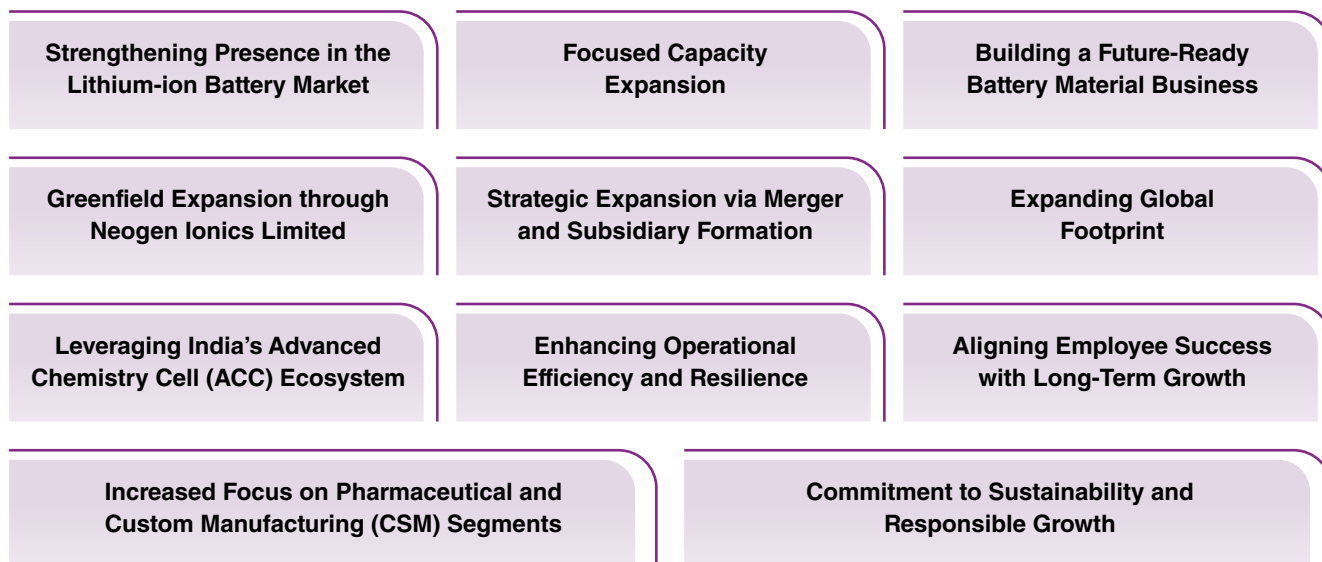 Strengthening Presence in the
Lithium-ion Battery Market
Focused Capacity
Expansion
Building a Future-Ready
Battery Material Business
Greenfield Expansion through
Neogen Ionics Limited
Strategic Expansion via Merger
and Subsidiary Formation
Expanding Global
Footprint
Leveraging India’s Advanced
Chemistry Cell (ACC) Ecosystem
Enhancing Operational
Efficiency and Resilience
Aligning Employee Success
with Long-Term Growth
Increased Focus on Pharmaceutical and
Custom Manufacturing (CSM) Segments
Commitment to Sustainability and
Responsible Growth